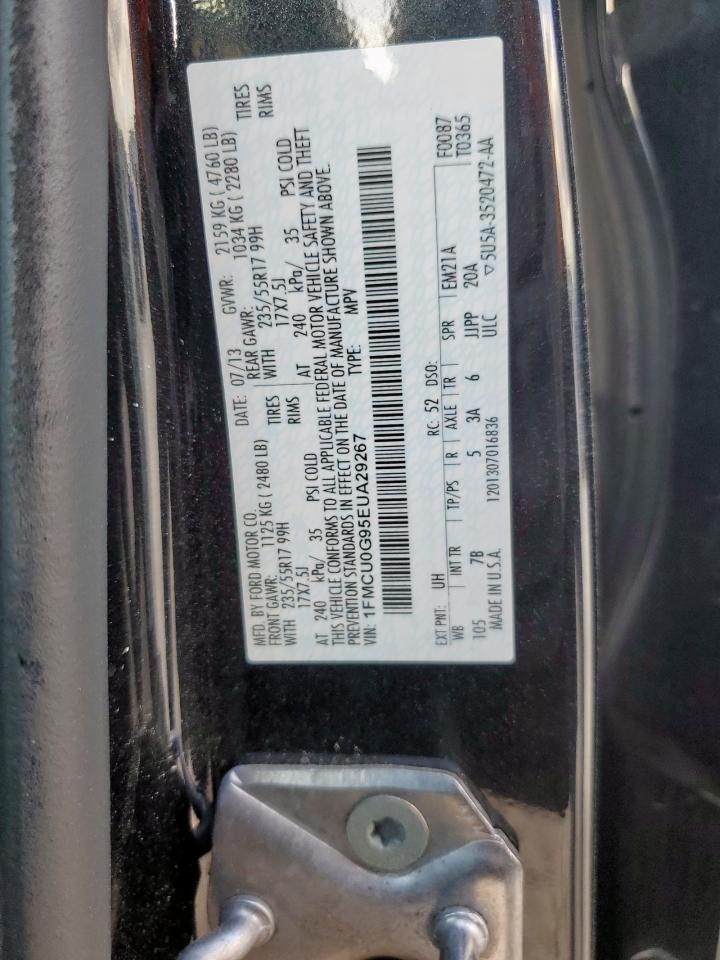 MFD. BY FORD MOTOR CO. DATE: 07/13 GVWR: 2159 KG ( 4760 LB)
FRONT GAWR: 1125 KG ( 2480 LB) REAR GAWR: 1034 KG ( 2280 LB)
WITH 235/55R17 99H TIRES WITH 235/55R17 99H TIRES
17X7.5J RIMS 17X7.5J RIMS
AT 240 kPa/ 35 PSI COLD AT 240 kPa/ 35 PSI COLD
THIS VEHICLE CONFORMS TO ALL APPLICABLE FEDERAL MOTOR VEHICLE SAFETY AND THEFT
PREVENTION STANDARDS IN EFFECT ON THE DATE OF MANUFACTURE SHOWN ABOVE.
VIN: 1FMCU0G95EUA29267 TYPE: MPV
EXT PNT: UH RC: 52 DSO: F0087
WB INT TR TP/PS R AXLE TR SPR EM21A T0365
105 7B 5 3A 6 JJPP 20A
MADE IN U.S.A. 1201307016836 ULC ▽5U5A-3520472-AA